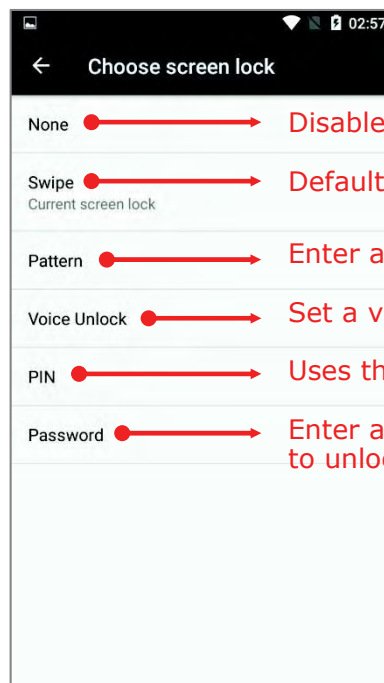 02:57
Choose screen lock
None Disable
Swipe Default
Current screen lock
Pattern Enter a
Voice Unlock Set a v
PIN Uses th
Password Enter a
to unlo